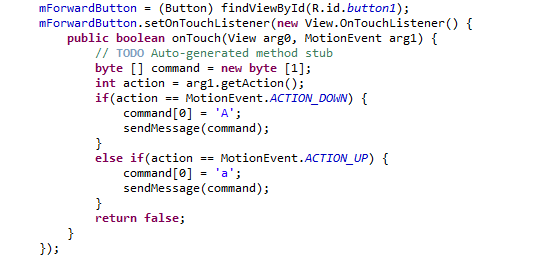 mForwardButton = (Button) findViewById(R.id.button1);
mForwardButton.setOnTouchListener(new View.OnTouchListener() {
public boolean onTouch(View arg0, MotionEvent arg1) {
// TODO Auto-generated method stub
byte [] command = new byte [1];
int action = arg1.getAction();
if(action == MotionEvent.ACTION_DOWN) {
command[0] = 'A';
sendMessage(command);
}
else if(action == MotionEvent.ACTION_UP) {
command[0] = 'a';
sendMessage(command);
}
return false;
}
});